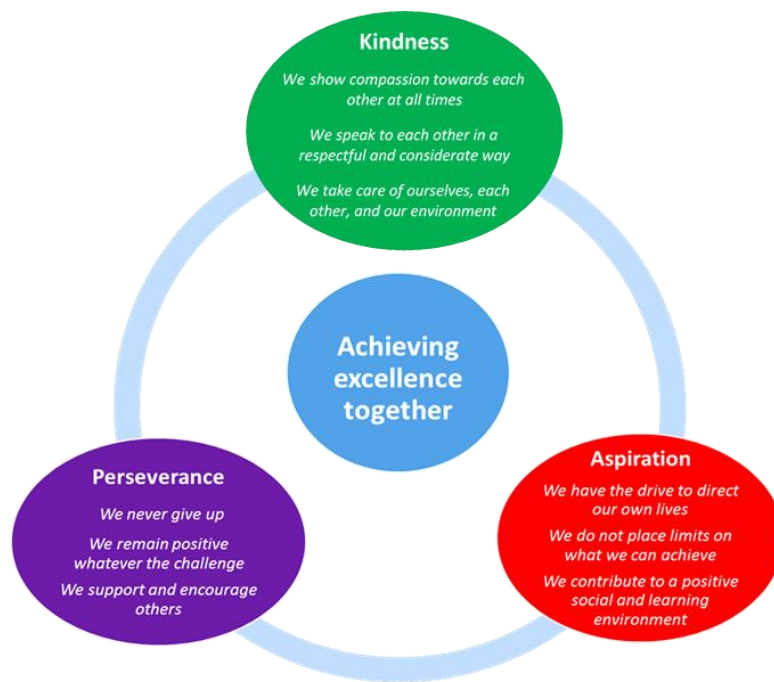 Kindness
We show compassion towards each
other at all times
We speak to each other in a
respectful and considerate way
We take care of ourselves, each
other, and our environment
Achieving
excellence
together
Perseverance
We never give up
We remain positive
whatever the challenge
We support and encourage
others
Aspiration
We have the drive to direct
our own lives
We do not place limits on
what we can achieve
We contribute to a positive
social and learning
environment